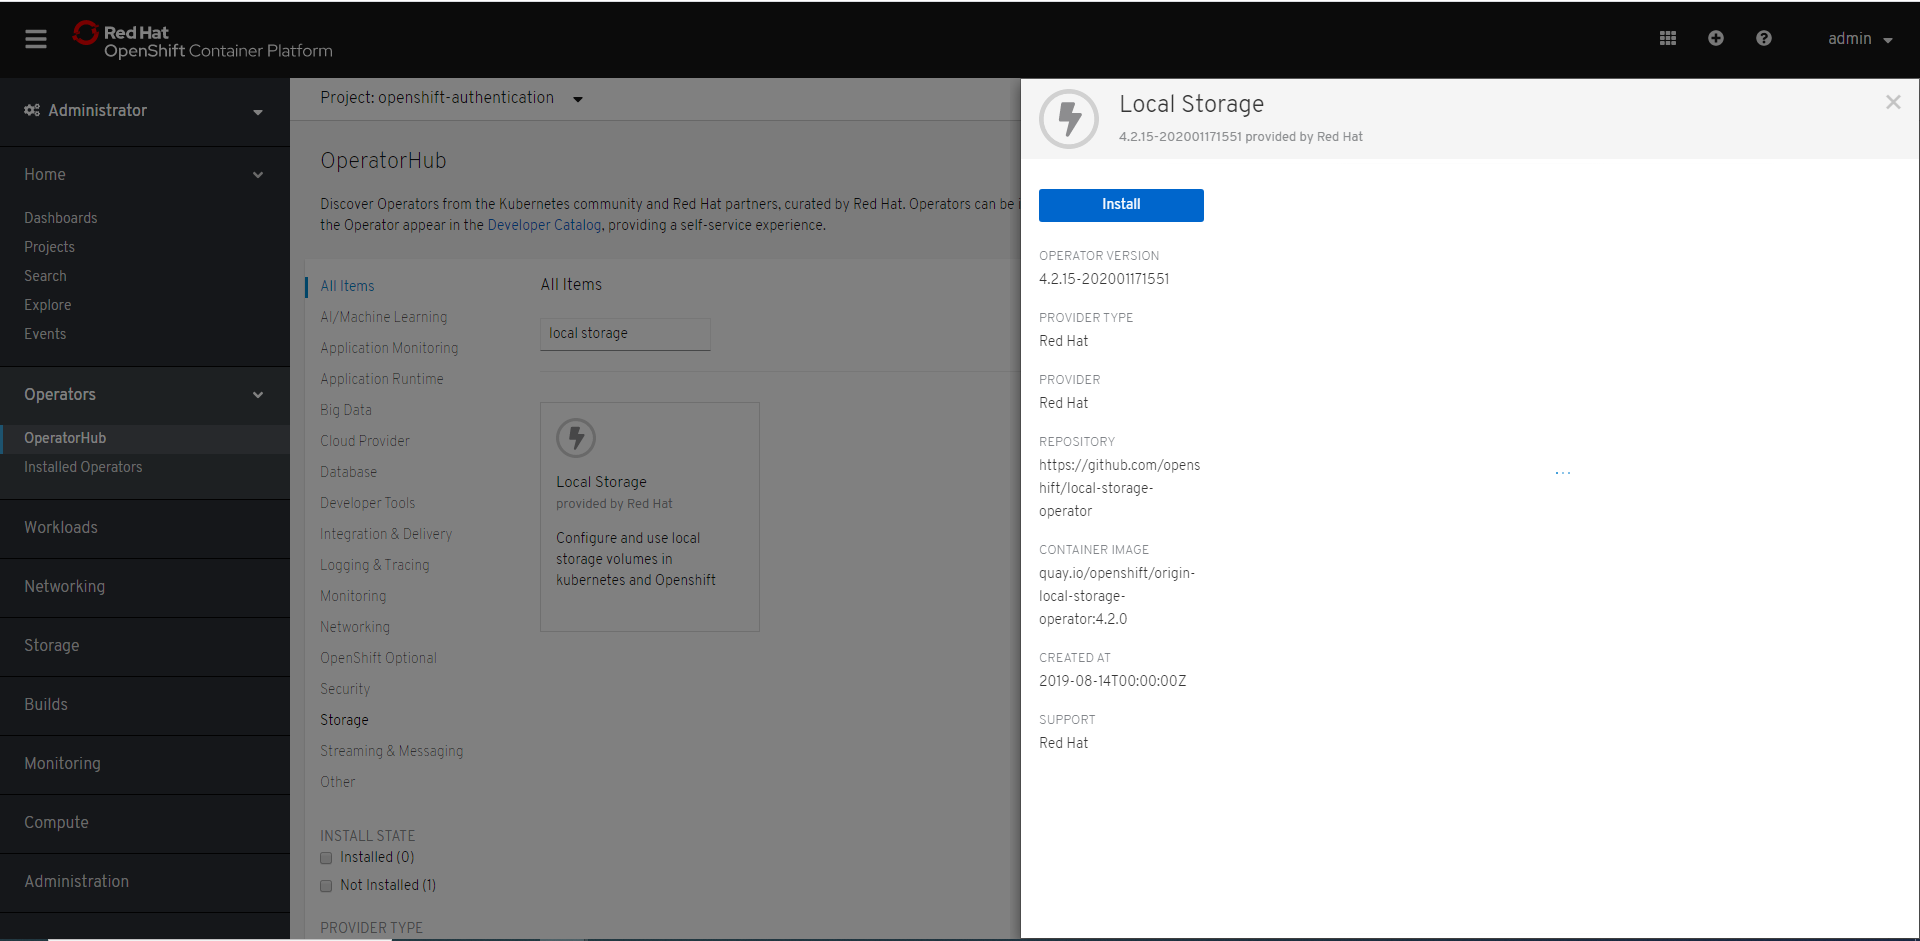 Red Hat
OpenShift Container Platform
admin
Administrator
Home
Dashboards
Projects
Search
Explore
Events
Operators
OperatorHub
Installed Operators
Workloads
Networking
Storage
Builds
Monitoring
Compute
Administration
Project: openshift-authentication
OperatorHub
Discover Operators from the Kubernetes community and Red Hat partners, curated by Red Hat. Operators can be i
the Operator appear in the Developer Catalog, providing a self-service experience.
All Items
AI/Machine Learning
Application Monitoring
Application Runtime
Big Data
Cloud Provider
Database
Developer Tools
Integration & Delivery
Logging & Tracing
Monitoring
Networking
OpenShift Optional
Security
Storage
Streaming & Messaging
Other
INSTALL STATE
Installed (0)
Not Installed (1)
PROVIDER TYPE
All Items
local storage
Local Storage
provided by Red Hat
Configure and use local
storage volumes in
kubernetes and Openshift
Local Storage
4.2.15-202001171551 provided by Red Hat
Install
OPERATOR VERSION
4.2.15-202001171551
PROVIDER TYPE
Red Hat
PROVIDER
Red Hat
REPOSITORY
https://github.com/opens
hift/local-storage-
operator
CONTAINER IMAGE
quay.io/openshift/origin-
local-storage-
operator:4.2.0
CREATED AT
2019-08-14T00:00:00Z
SUPPORT
Red Hat